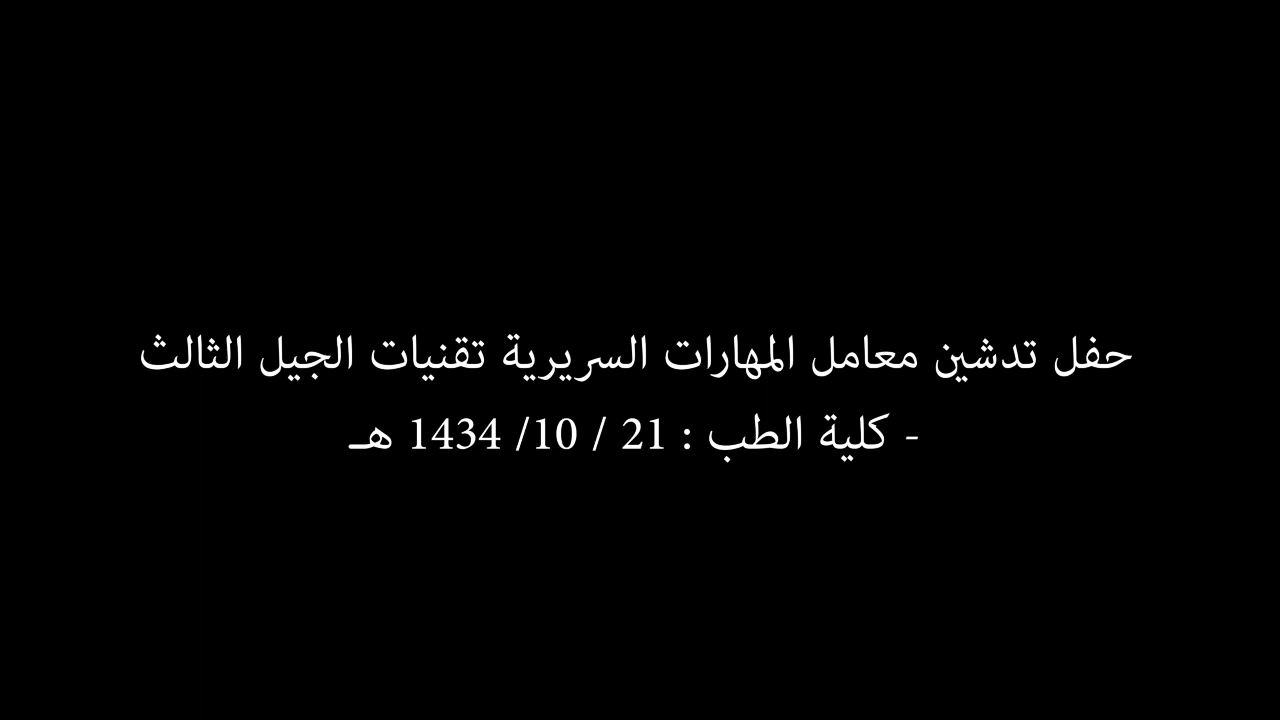 حفل تدشين معامل المهارات السريرية تقنيات الجيل الثالث
- كلية الطب : 21 / 10/ 1434 هـ